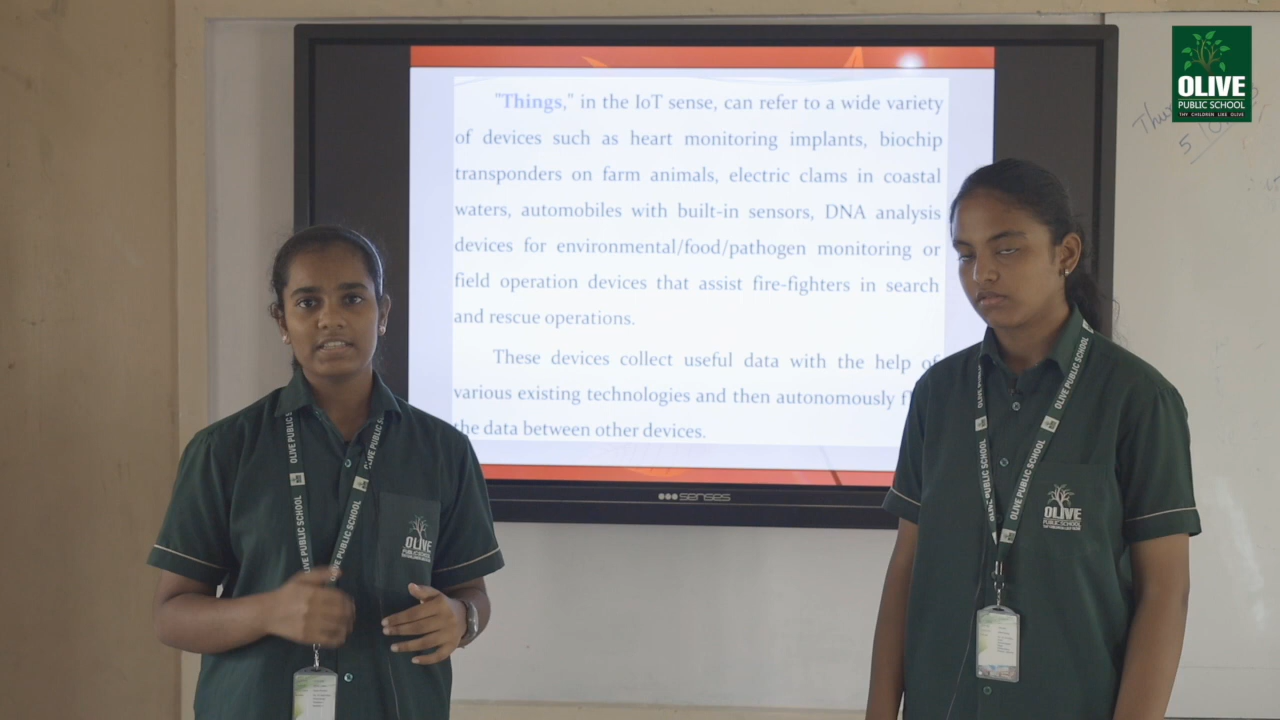 "Things," in the IoT sense, can refer to a wide variety
of devices such as heart monitoring implants, biochip
transponders on farm animals, electric clams in coastal
waters, automobiles with built-in sensors, DNA analysis
devices for environmental/food/pathogen monitoring or
field operation devices that assist fire-fighters in search
and rescue operations.
These devices collect useful data with the help of
various existing technologies and then autonomously
the data between other devices.
senses
OLIVE
PUBLIC SCHOOL
THY CHILDREN LIKE OLIVE
5
OLIVE PUBLIC SCHOOL
OLIVE PUBLIC SCHOOL
OLIVE
PUBLIC SCHOOL
OLIVE PUBLIC SCHOOL
OLIVE PUBLIC SCHOOL
OLIVE
PUBLIC SCHOOL